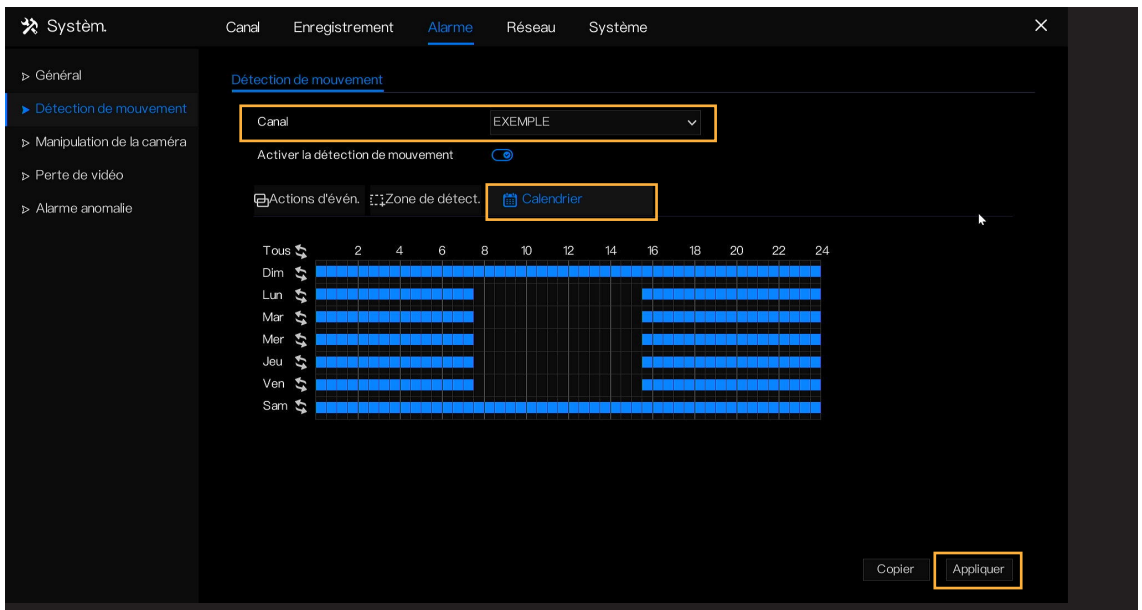 Systèm.
Canal Enregistrement Alarme Réseau Système
Général
Détection de mouvement
Manipulation de la caméra
Perte de vidéo
Alarme anomalie
Détection de mouvement
Canal EXEMPLE
Activer la détection de mouvement
Actions d'évén. Zone de détect. Calendrier
Tous 2 4 6 8 10 12 14 16 18 20 22 24
Dim
Lun
Mar
Mer
Jeu
Ven
Sam
Copier Appliquer